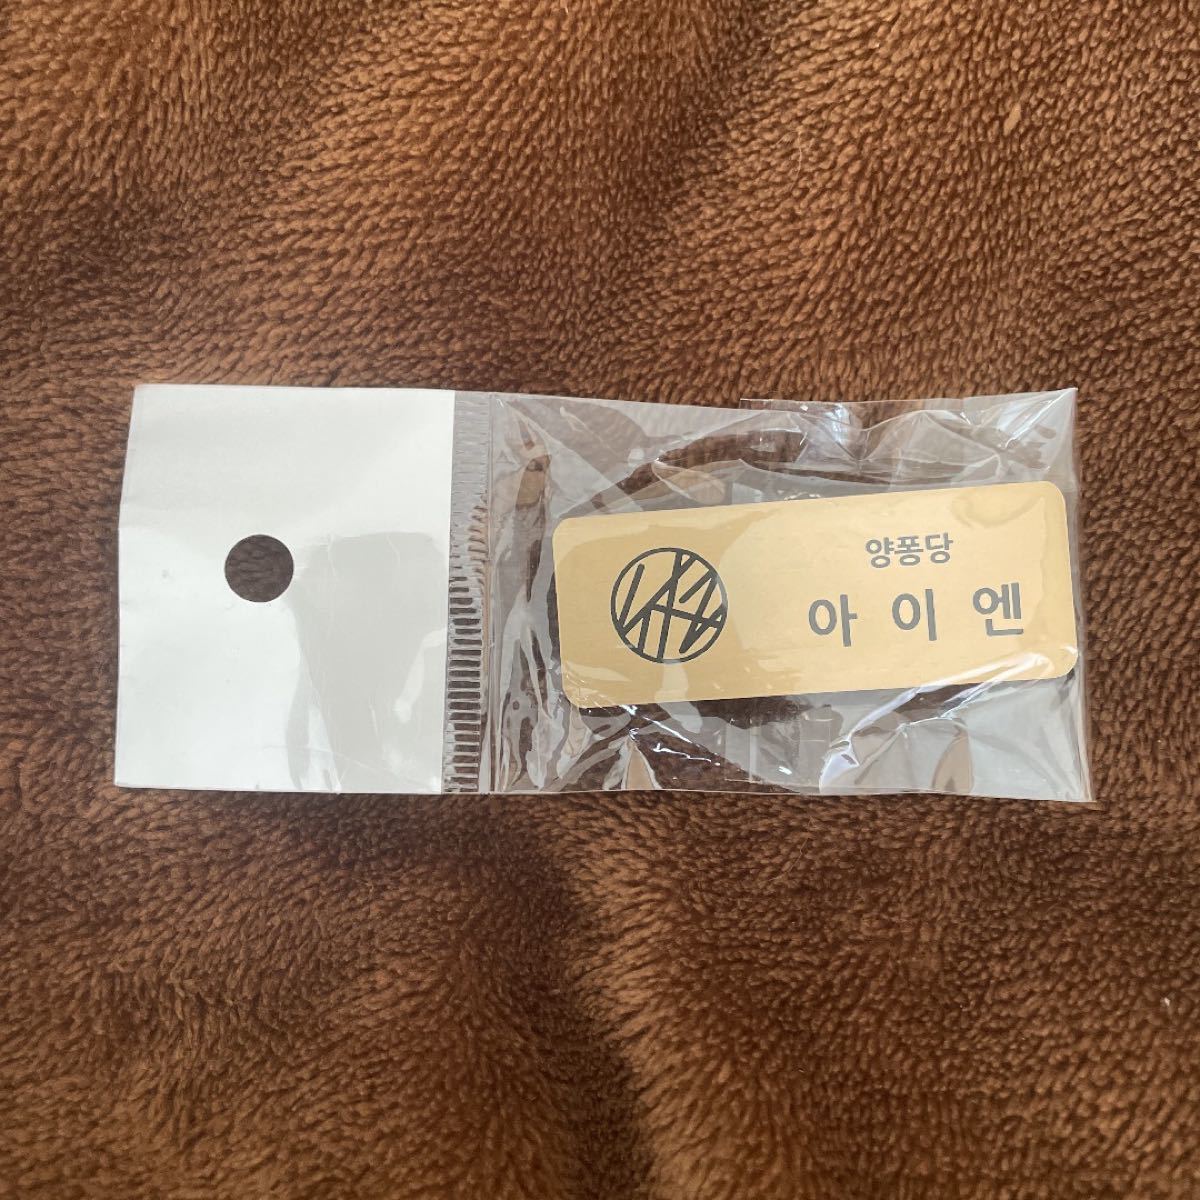 양퐁당
아 이 엔